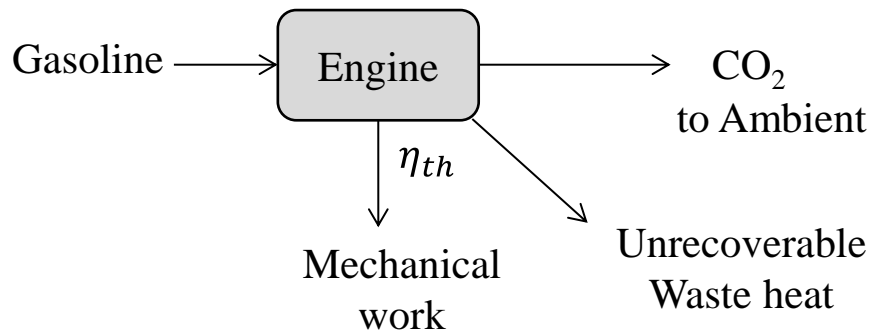 Gasoline
Engine
CO₂
to Ambient
η_th
Mechanical
work
Unrecoverable
Waste heat